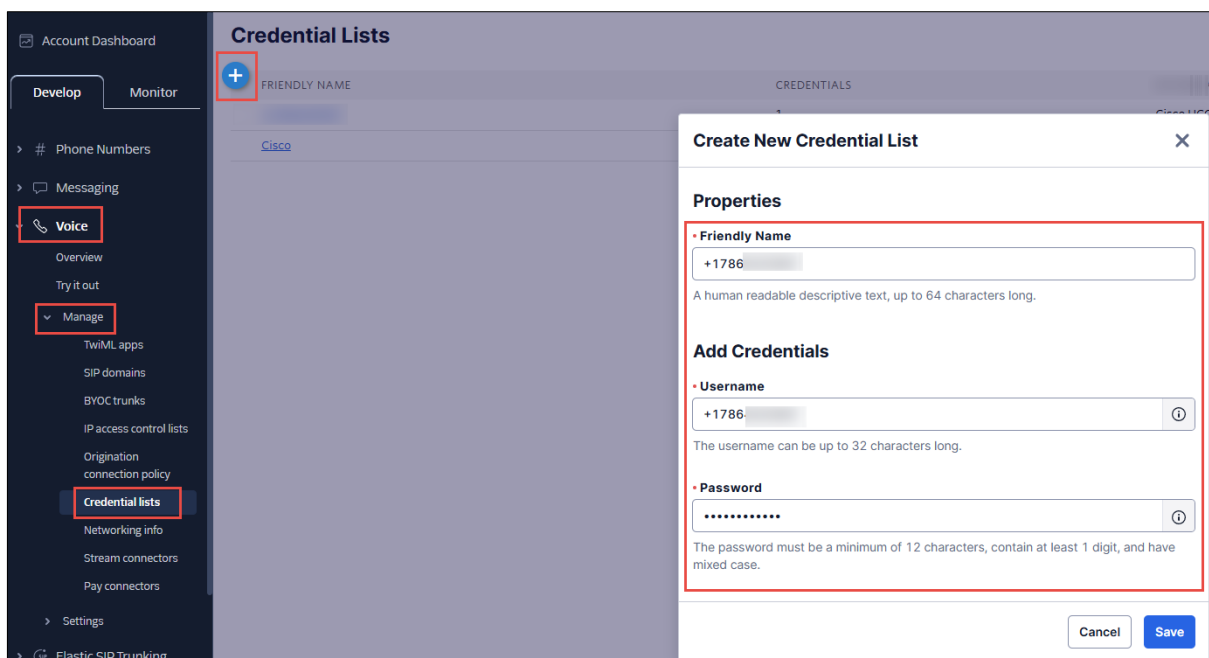 Account Dashboard
Develop
Monitor
Phone Numbers
Messaging
Voice
Overview
Try it out
Manage
TwiML apps
SIP domains
BYOC trunks
IP access control lists
Origination
connection policy
Credential lists
Networking info
Stream connectors
Pay connectors
Settings
Elastic SIP Trunking
Credential Lists
+
FRIENDLY NAME
CREDENTIALS
Cisco
Create New Credential List
Properties
• Friendly Name
+1786
A human readable descriptive text, up to 64 characters long.
Add Credentials
• Username
+1786
The username can be up to 32 characters long.
• Password
••••••••••••
The password must be a minimum of 12 characters, contain at least 1 digit, and have
mixed case.
Cancel
Save